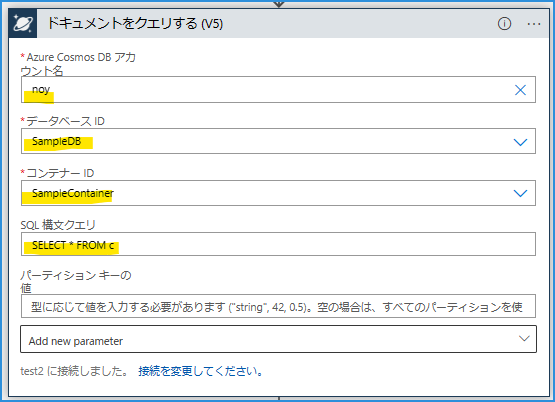 ドキュメントをクエリする (V5)
*Azure Cosmos DB アカ
ウント名
noy
*データベース ID
SampleDB
*コンテナー ID
SampleContainer
SQL 構文クエリ
SELECT * FROM c
パーティション キーの
値
型に応じて値を入力する必要があります ("string", 42, 0.5)。空の場合は、すべてのパーティションを使
Add new parameter
test2 に接続しました。 接続を変更してください。